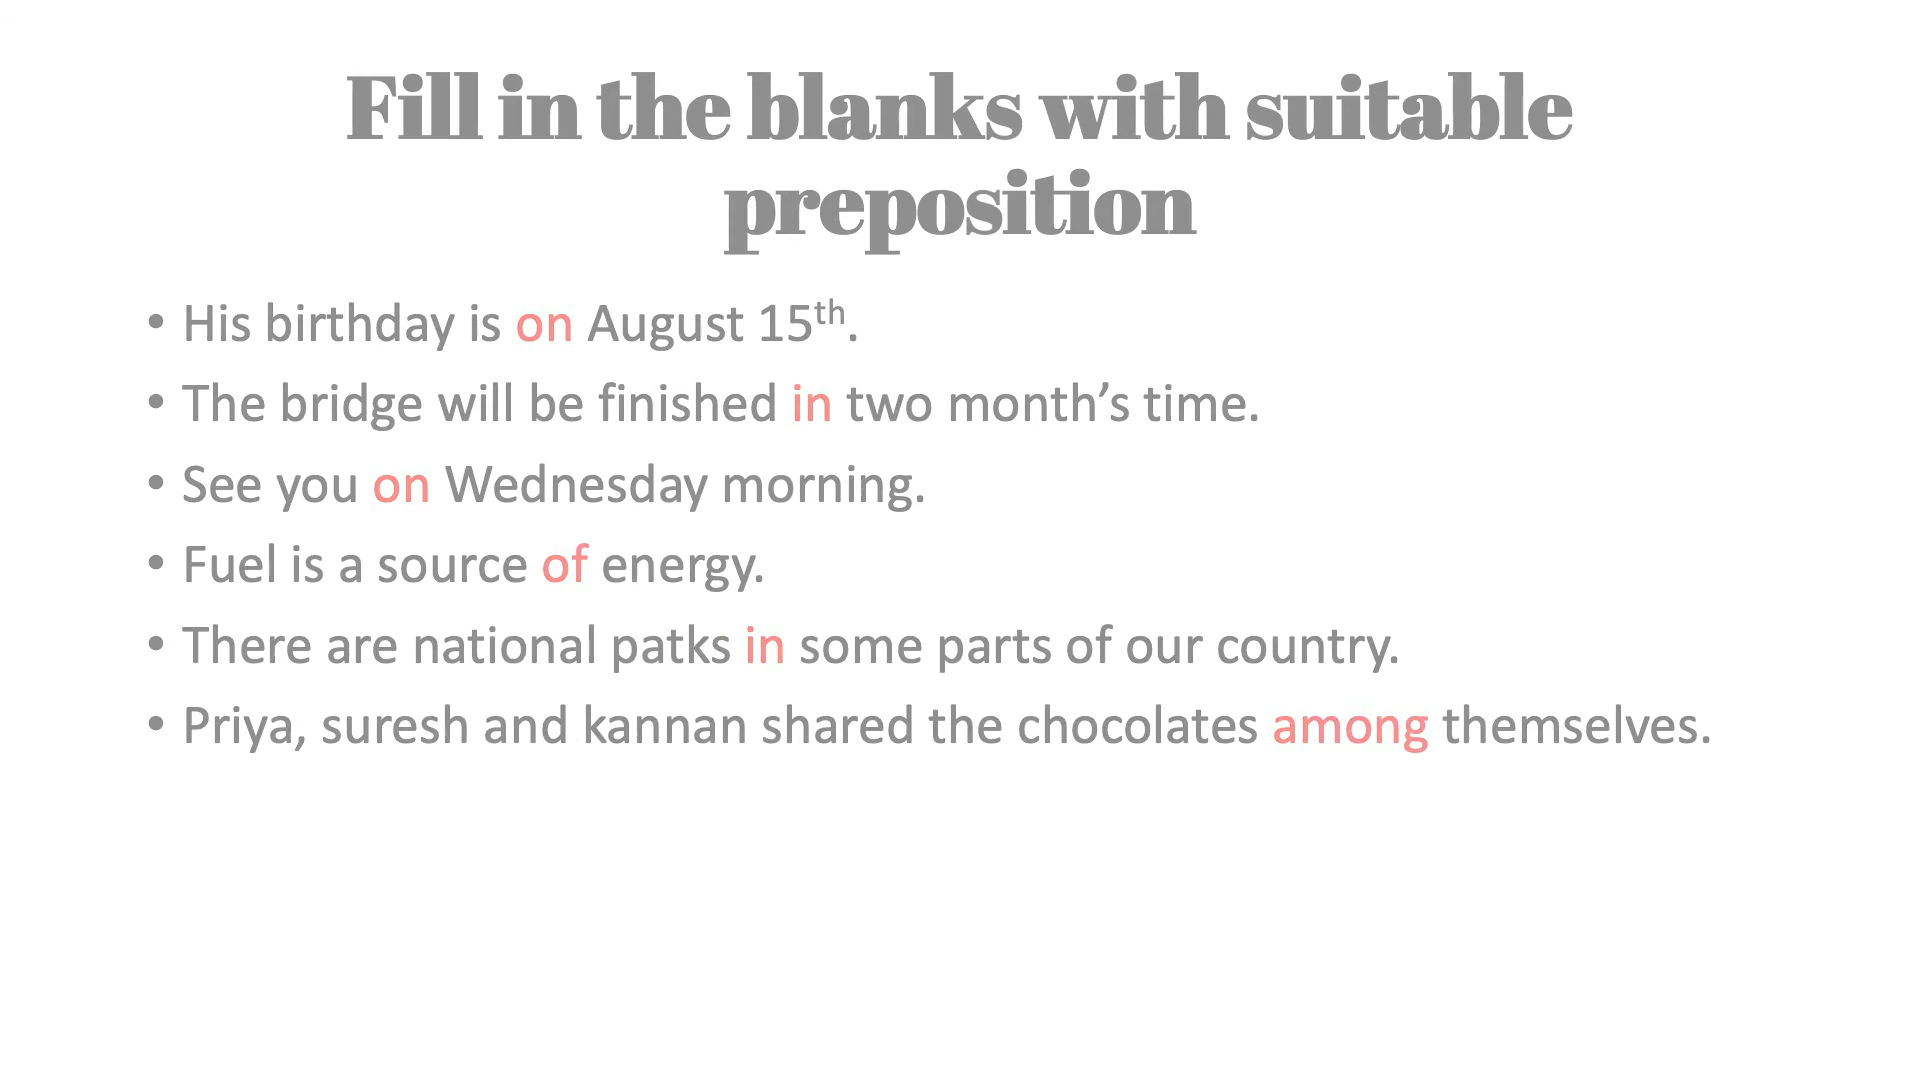 Fill in the blanks with suitable
preposition
• His birthday is on August 15th.
• The bridge will be finished in two month’s time.
• See you on Wednesday morning.
• Fuel is a source of energy.
• There are national patks in some parts of our country.
• Priya, suresh and kannan shared the chocolates among themselves.